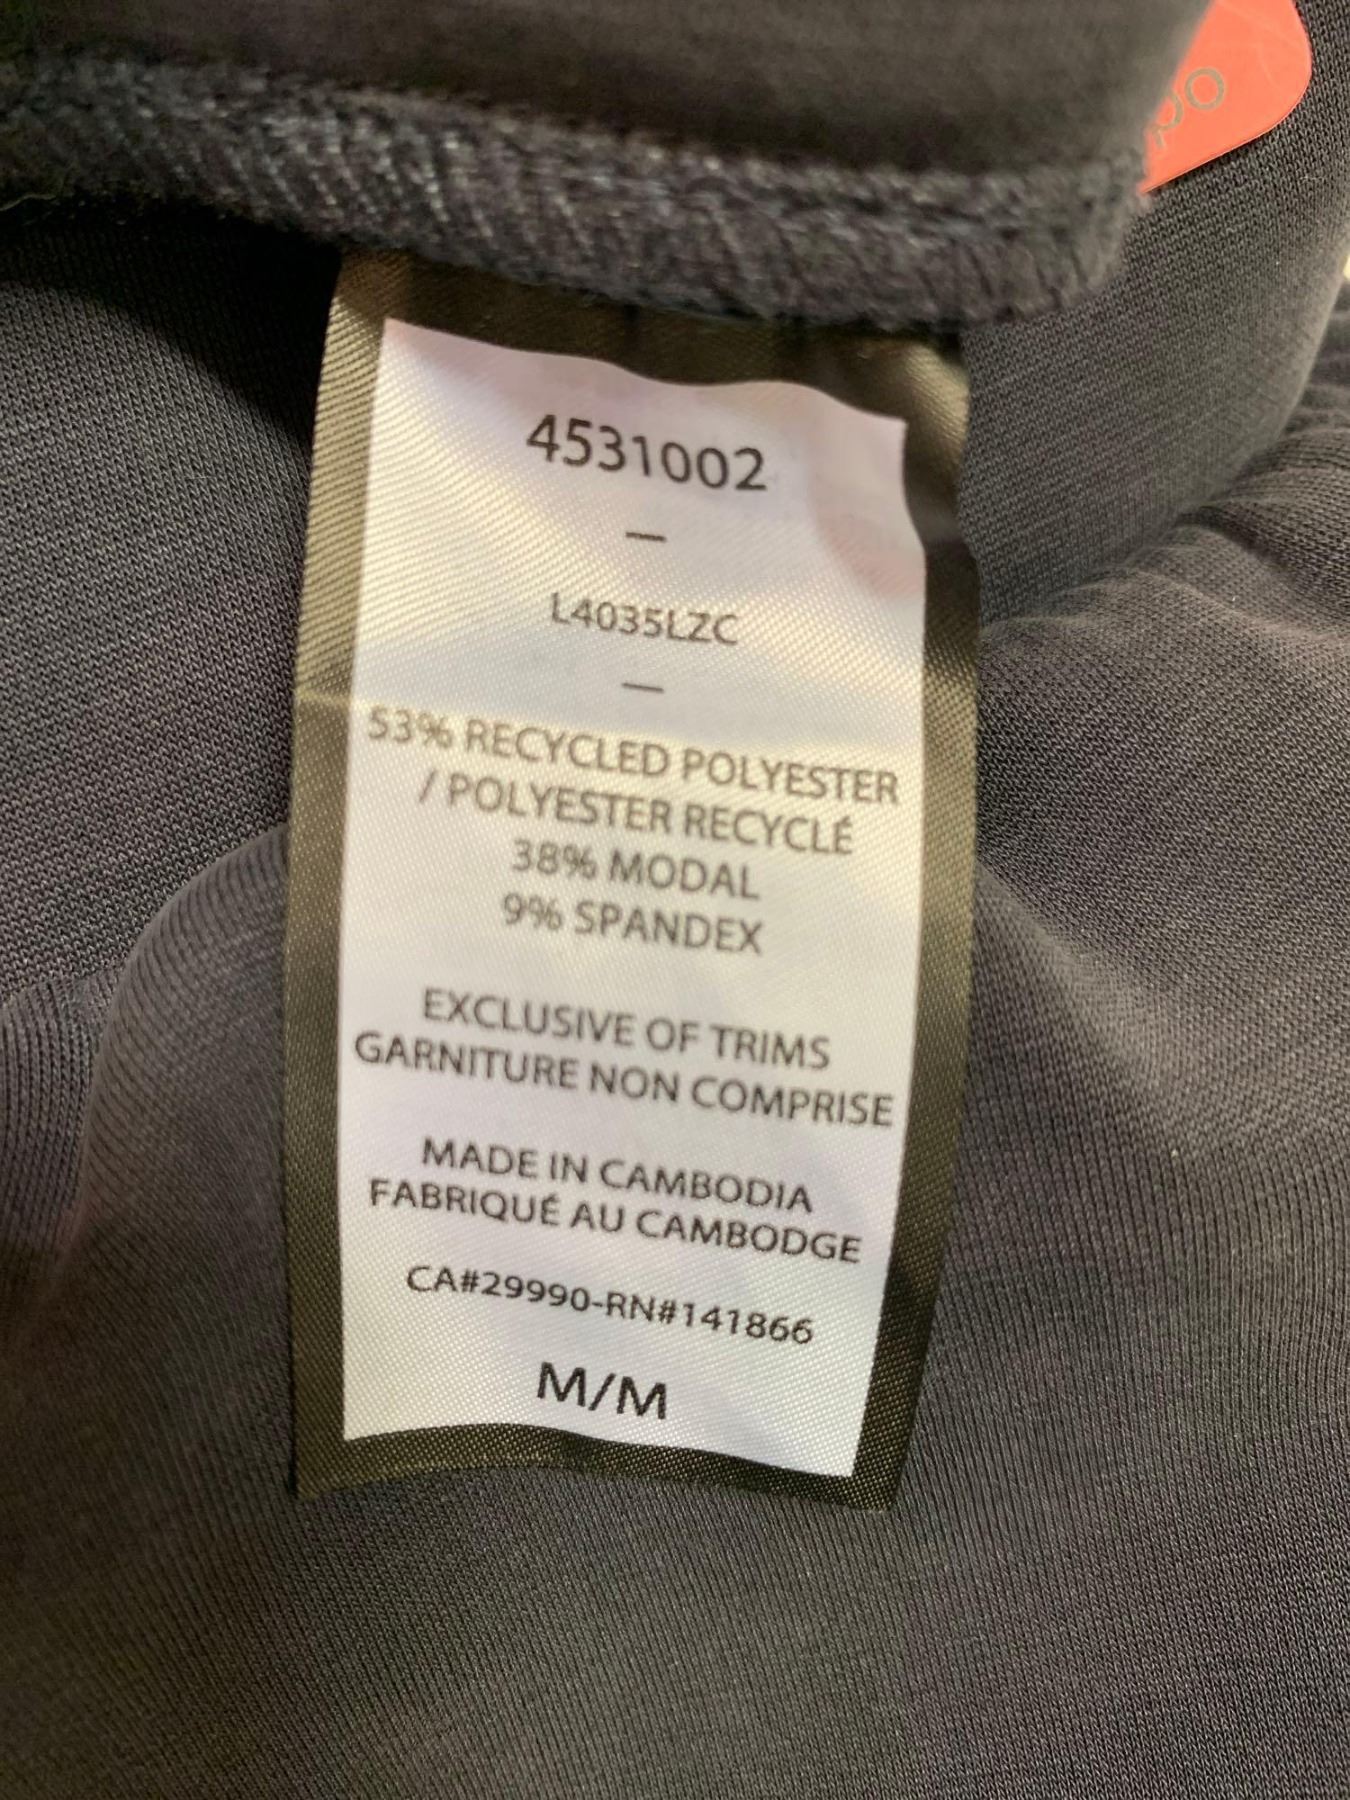 4531002
–
L4035LZC
–
53% RECYCLED POLYESTER
/ POLYESTER RECYCLÉ
38% MODAL
9% SPANDEX
EXCLUSIVE OF TRIMS
GARNITURE NON COMPRISE
MADE IN CAMBODIA
FABRIQUÉ AU CAMBODGE
CA#29990-RN#141866
M/M